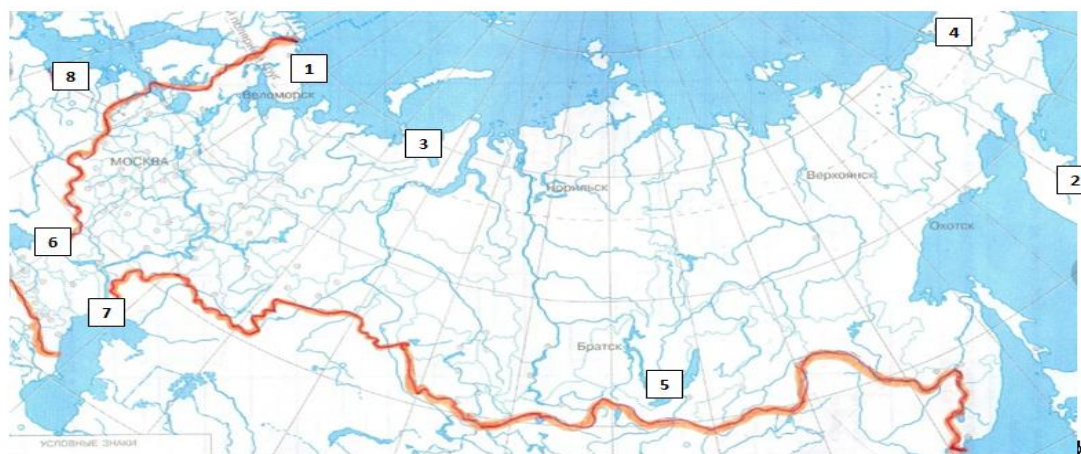 4
8
1
Беломорск
3
МОСКВА
Норильск
Верхоянск
2
6
Охотск
7
Братск
5
УСЛОВНЫЕ ЗНАКИ